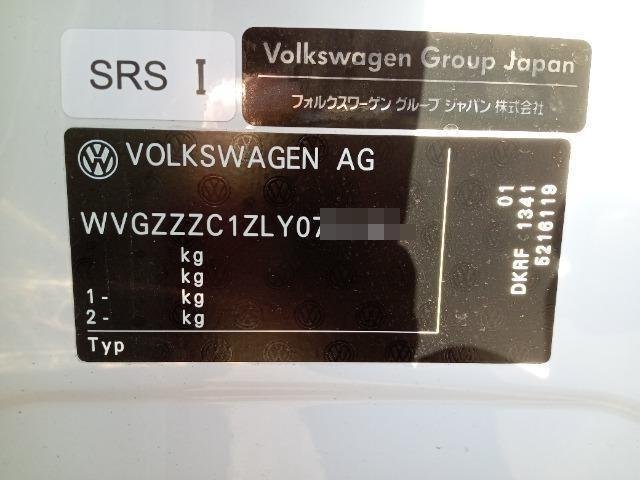 SRS I
Volkswagen Group Japan
フォルクスワーゲン グループ ジャパン 株式会社
VOLKSWAGEN AG
WVGZZZC1ZLY07
kg
kg
1- kg
2- kg
Typ
01
DKRF 1341
5216119